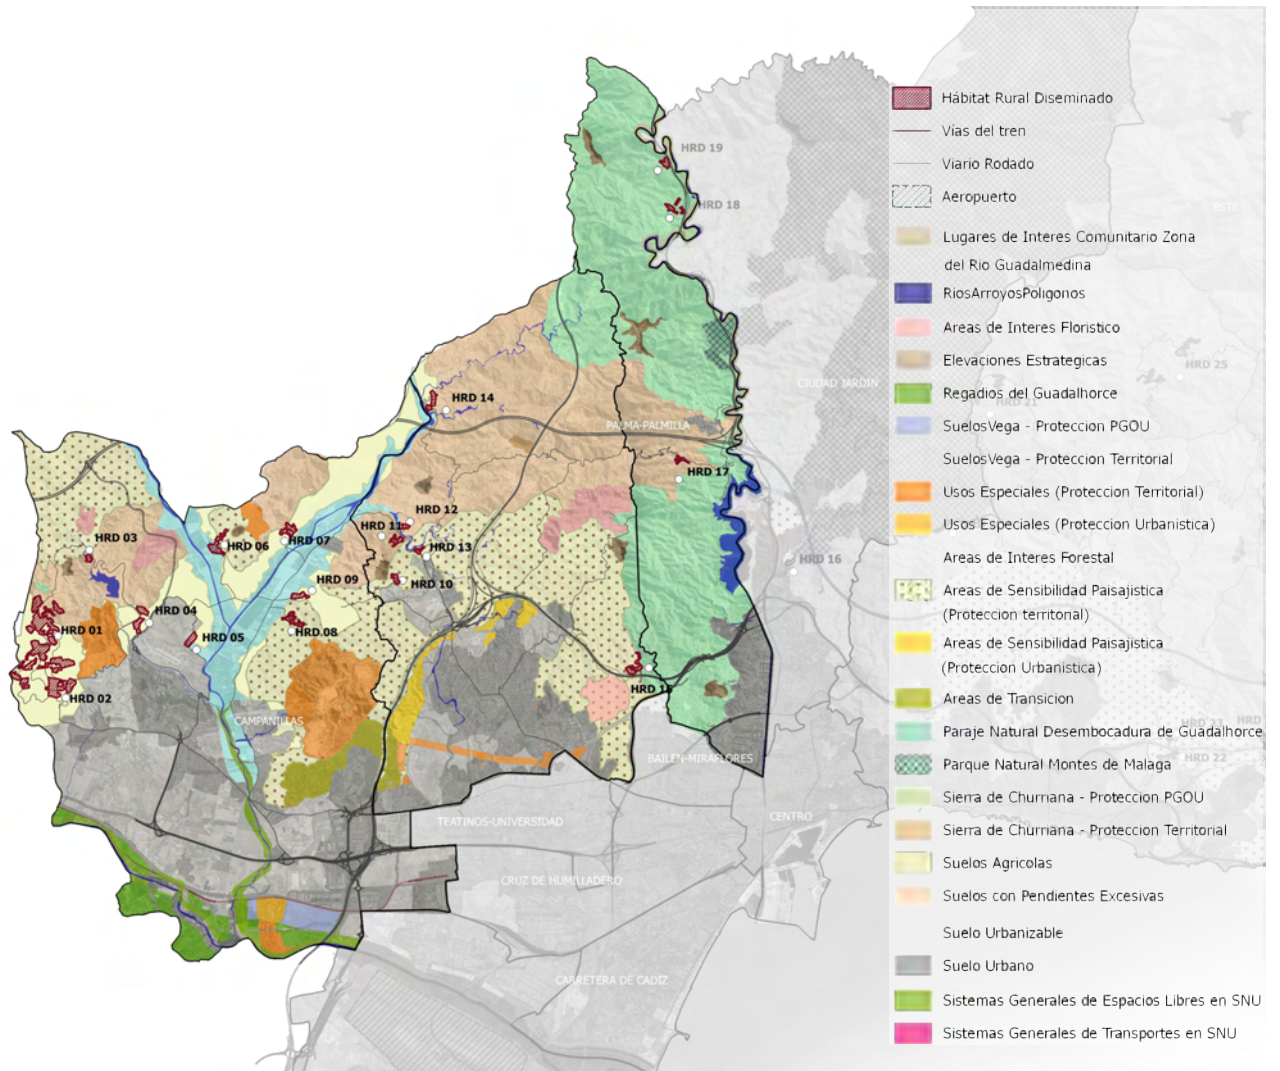 HRD 19
HRD 18
ESTE
HRD 25
CIUDAD JARDIN
HRD 21
HRD 14
PALMA-PALMILLA
HRD 17
HRD 12
HRD 11
HRD 03
HRD 06
HRD 07
HRD 13
HRD 16
HRD 09
HRD 10
HRD 04
HRD 01
HRD 05
HRD 08
HRD 02
HRD 15
CAMPANILLAS
HRD 23
HRD
HRD 22
BAILEN-MIRAFLORES
TEATINOS-UNIVERSIDAD
CENTRO
CRUZ DE HUMILLADERO
CARRETERA DE CADIZ
Hábitat Rural Diseminado
Vías del tren
Viario Rodado
Aeropuerto
Lugares de Interes Comunitario Zona
del Rio Guadalmedina
RiosArroyosPoligonos
Areas de Interes Floristico
Elevaciones Estrategicas
Regadios del Guadalhorce
SuelosVega - Proteccion PGOU
SuelosVega - Proteccion Territorial
Usos Especiales (Proteccion Territorial)
Usos Especiales (Proteccion Urbanistica)
Areas de Interes Forestal
Areas de Sensibilidad Paisajistica
(Proteccion territorial)
Areas de Sensibilidad Paisajistica
(Proteccion Urbanistica)
Areas de Transicion
Paraje Natural Desembocadura de Guadalhorce
Parque Natural Montes de Malaga
Sierra de Churriana - Proteccion PGOU
Sierra de Churriana - Proteccion Territorial
Suelos Agricolas
Suelos con Pendientes Excesivas
Suelo Urbanizable
Suelo Urbano
Sistemas Generales de Espacios Libres en SNU
Sistemas Generales de Transportes en SNU